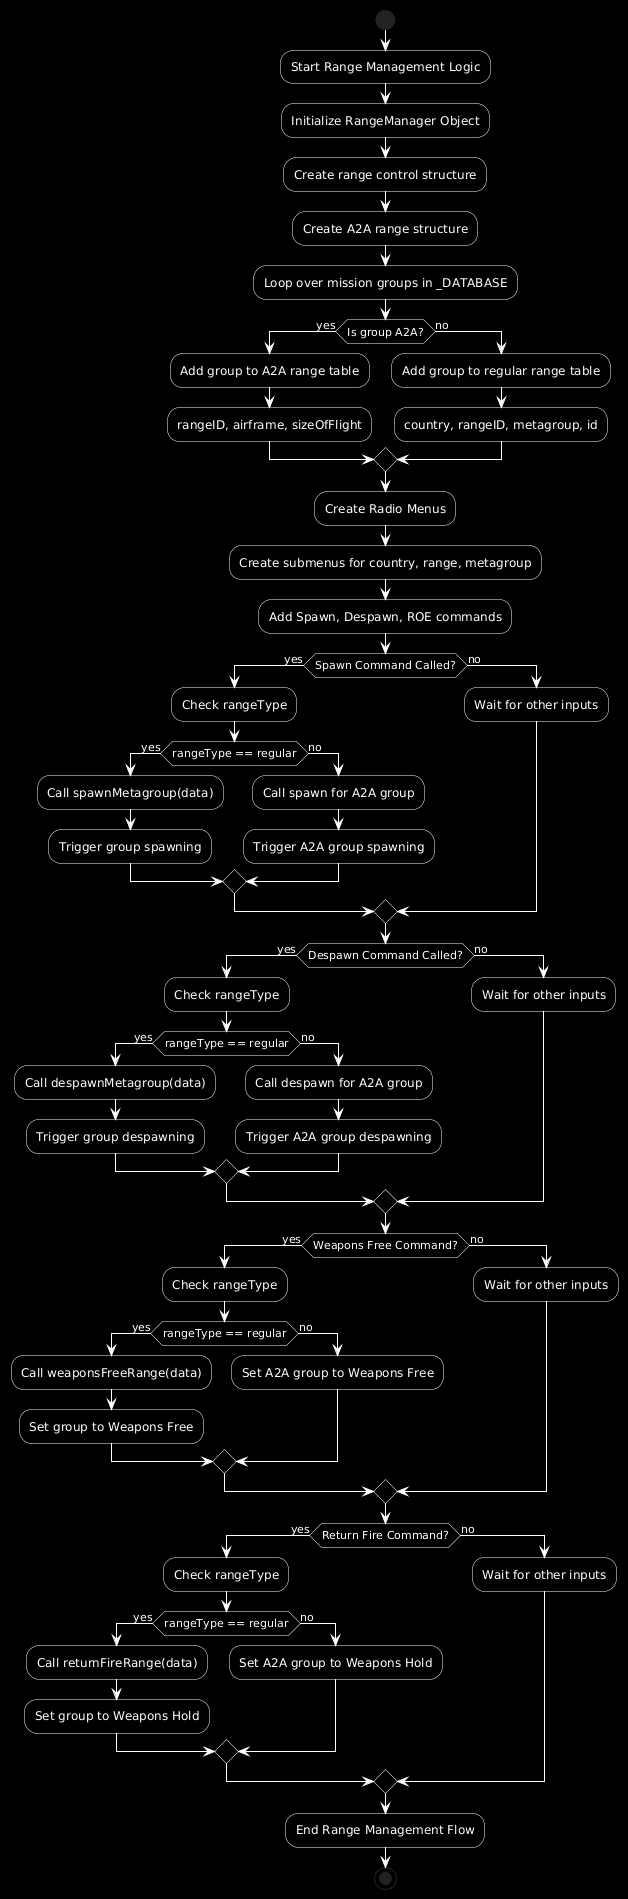 Start Range Management Logic
Initialize RangeManager Object
Create range control structure
Create A2A range structure
Loop over mission groups in _DATABASE
yes
Is group A2A?
no
Add group to A2A range table
Add group to regular range table
rangeID, airframe, sizeOfFlight
country, rangeID, metagroup, id
Create Radio Menus
Create submenus for country, range, metagroup
Add Spawn, Despawn, ROE commands
yes
Spawn Command Called?
no
Check rangeType
Wait for other inputs
yes
rangeType == regular
no
Call spawnMetagroup(data)
Call spawn for A2A group
Trigger group spawning
Trigger A2A group spawning
yes
Despawn Command Called?
no
Check rangeType
Wait for other inputs
yes
rangeType == regular
no
Call despawnMetagroup(data)
Call despawn for A2A group
Trigger group despawning
Trigger A2A group despawning
yes
Weapons Free Command?
no
Check rangeType
Wait for other inputs
yes
rangeType == regular
no
Call weaponsFreeRange(data)
Set A2A group to Weapons Free
Set group to Weapons Free
yes
Return Fire Command?
no
Check rangeType
Wait for other inputs
yes
rangeType == regular
no
Call returnFireRange(data)
Set A2A group to Weapons Hold
Set group to Weapons Hold
End Range Management Flow